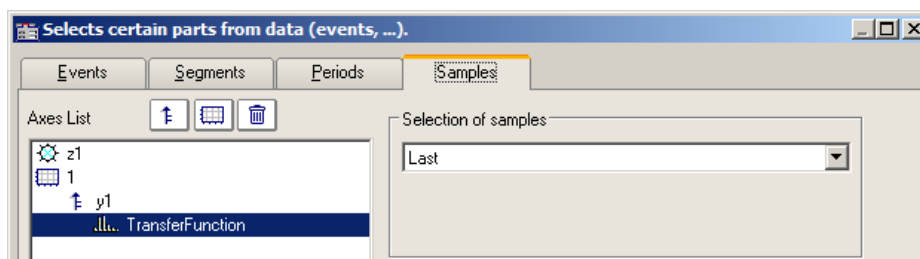 Selects certain parts from data (events, ...).
Events Segments Periods Samples
Axes List
Selection of samples
z1
Last
1
y1
TransferFunction